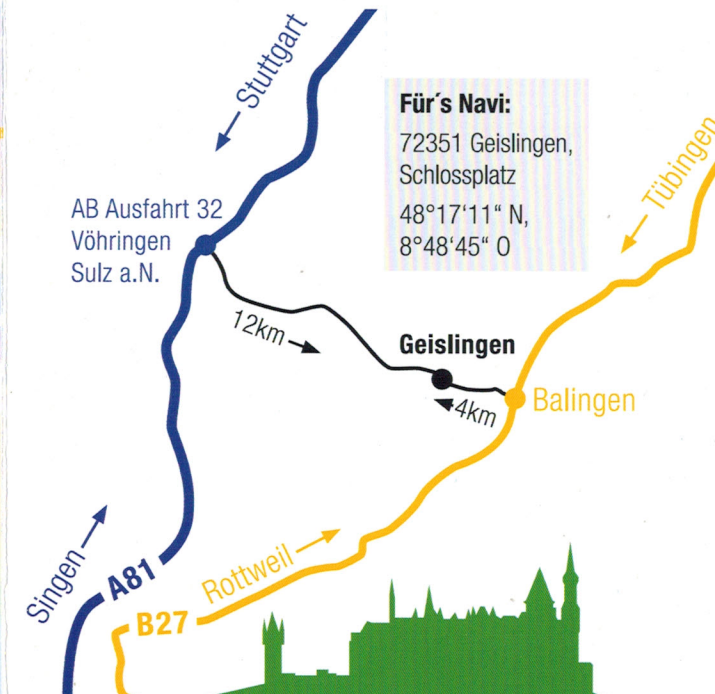 Stuttgart
Für´s Navi:
72351 Geislingen,
Schlossplatz
48°17'11“ N,
8°48'45“ O
Tübingen
AB Ausfahrt 32
Vöhringen
Sulz a.N.
12km
Geislingen
4km
Balingen
Singen
A81
Rottweil
B27